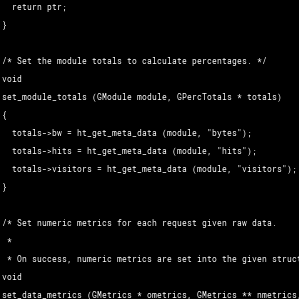 return ptr;
}
/* Set the module totals to calculate percentages. */
void
set_module_totals (GModule module, GPercTotals * totals)
{
totals->bw = ht_get_meta_data (module, "bytes");
totals->hits = ht_get_meta_data (module, "hits");
totals->visitors = ht_get_meta_data (module, "visitors");
}
/* Set numeric metrics for each request given raw data.
*
* On success, numeric metrics are set into the given struct
void
set_data_metrics (GMetrics * ometrics, GMetrics ** nmetrics